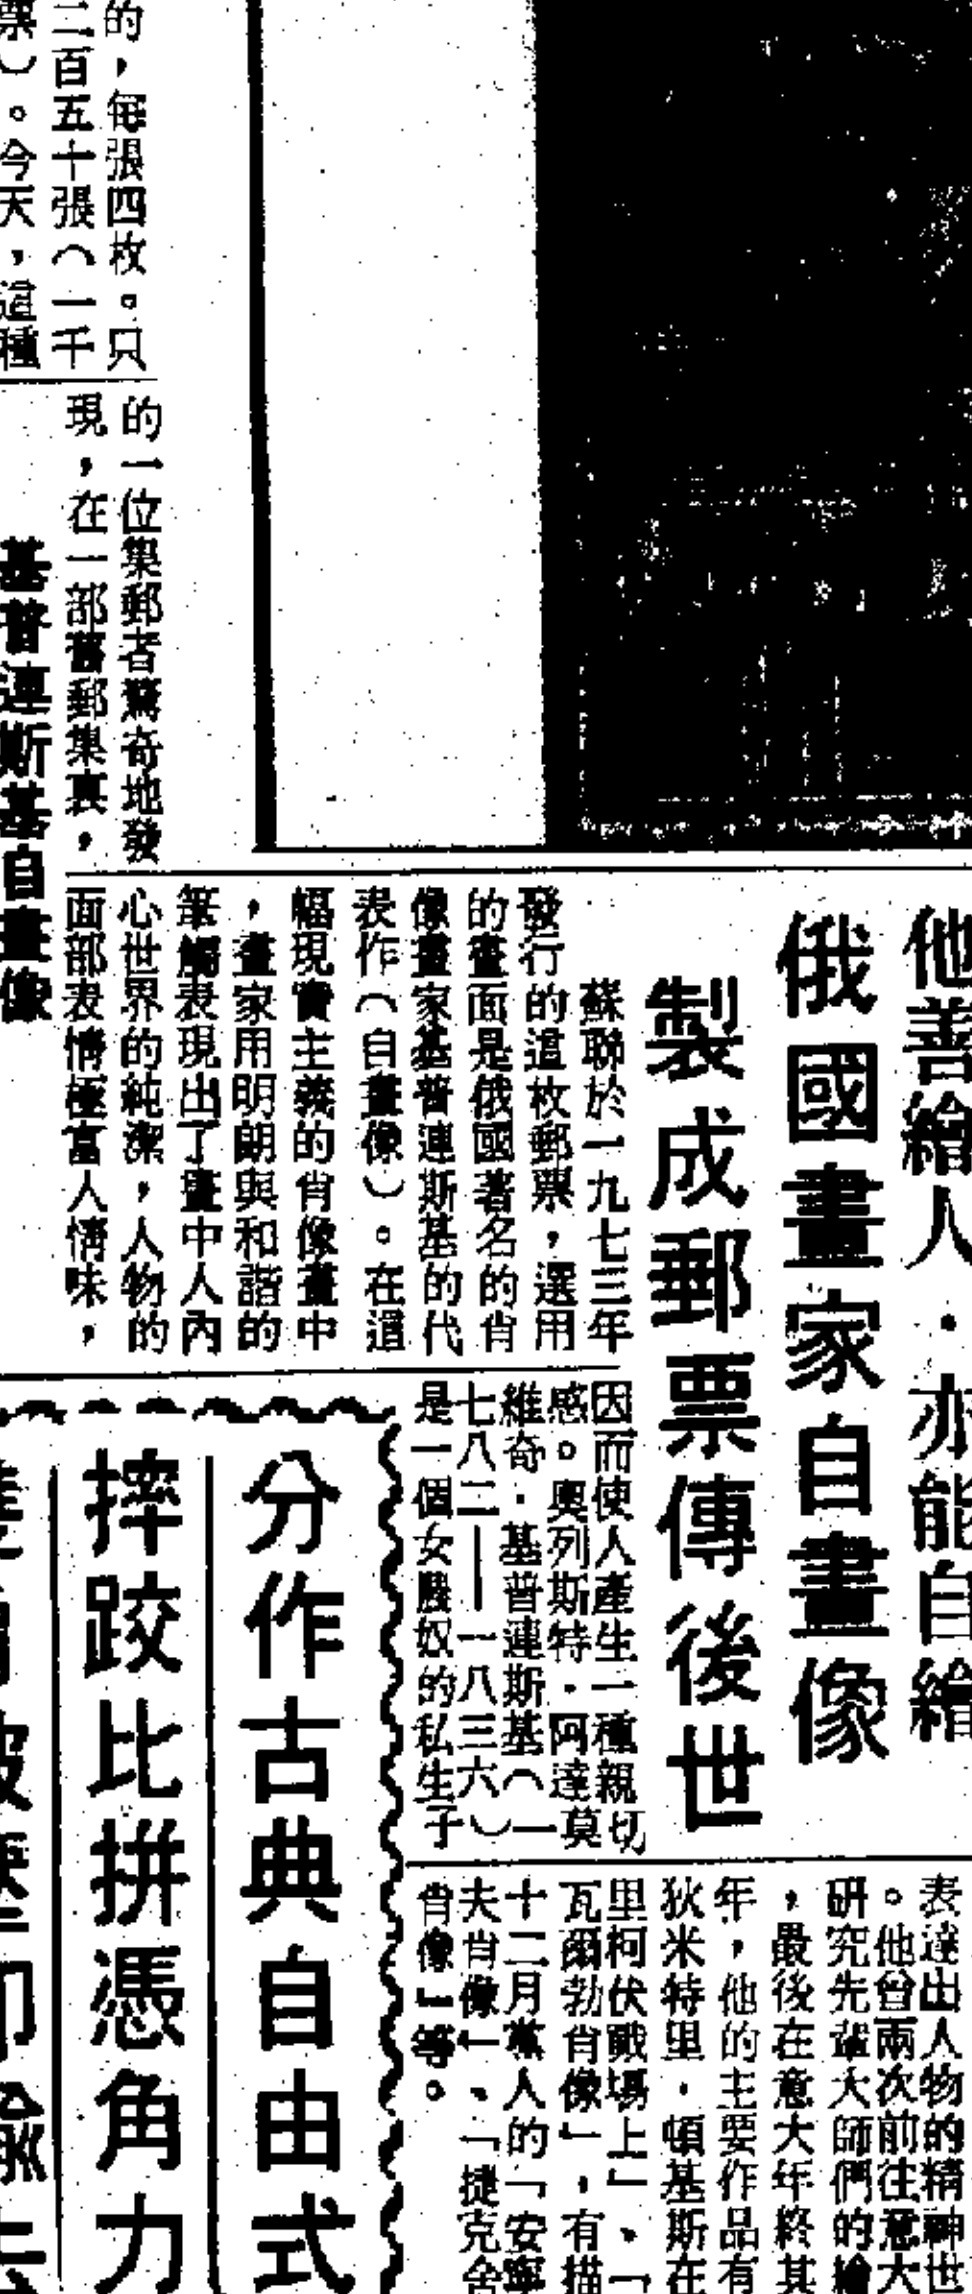 他善繪人·亦能自繪
俄國畫家自畫像
製成郵票傳後世
蘇聯於一九七三年
發行的這枚郵票，選用
的畫面是俄國著名的肖
像畫家基普連斯基的代
表作（自畫像）。在這
幅現實主義的肖像畫中
，畫家用明朗與和諧的
筆觸表現出了畫中人內
心世界的純潔，人物的
面部表情極富人情味，
因而使人產生一種親切
感。奧列斯特·阿達莫
維奇·基普連斯基（一
七八二——一八三六）
是一個女農奴的私生子
表達出人物的精神世
。他曾兩次前往意大
研究先輩大師們的繪
，最後在意大年終其
年，他的主要作品有
狄米特里·頓基斯在
里柯伏戰場上」、「
瓦爾勃肖像」，有描
十二月黨人的「安寧
夫肖像」、「捷克舍
肖像」等。
的，每張四枚。只
二百五十張（一千
票）。今天，這種
的一位集郵者驚奇地發
現，在一部舊郵集裏，
基普連斯基自畫像
分作古典自由式
摔跤比拼憑角力